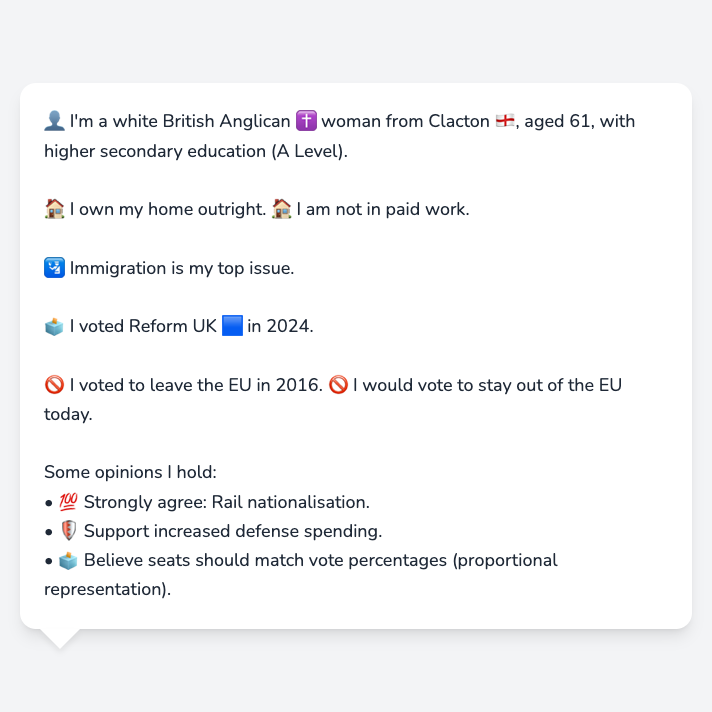 👤 I'm a white British Anglican ✝️ woman from Clacton 🏴󠁧󠁢󠁥󠁮󠁧󠁿, aged 61, with
higher secondary education (A Level).
🏠 I own my home outright. 🏠 I am not in paid work.
🛂 Immigration is my top issue.
🗳️ I voted Reform UK 🟦 in 2024.
🚫 I voted to leave the EU in 2016. 🚫 I would vote to stay out of the EU
today.
Some opinions I hold:
• 💯 Strongly agree: Rail nationalisation.
• 🛡️ Support increased defense spending.
• 🗳️ Believe seats should match vote percentages (proportional
representation).